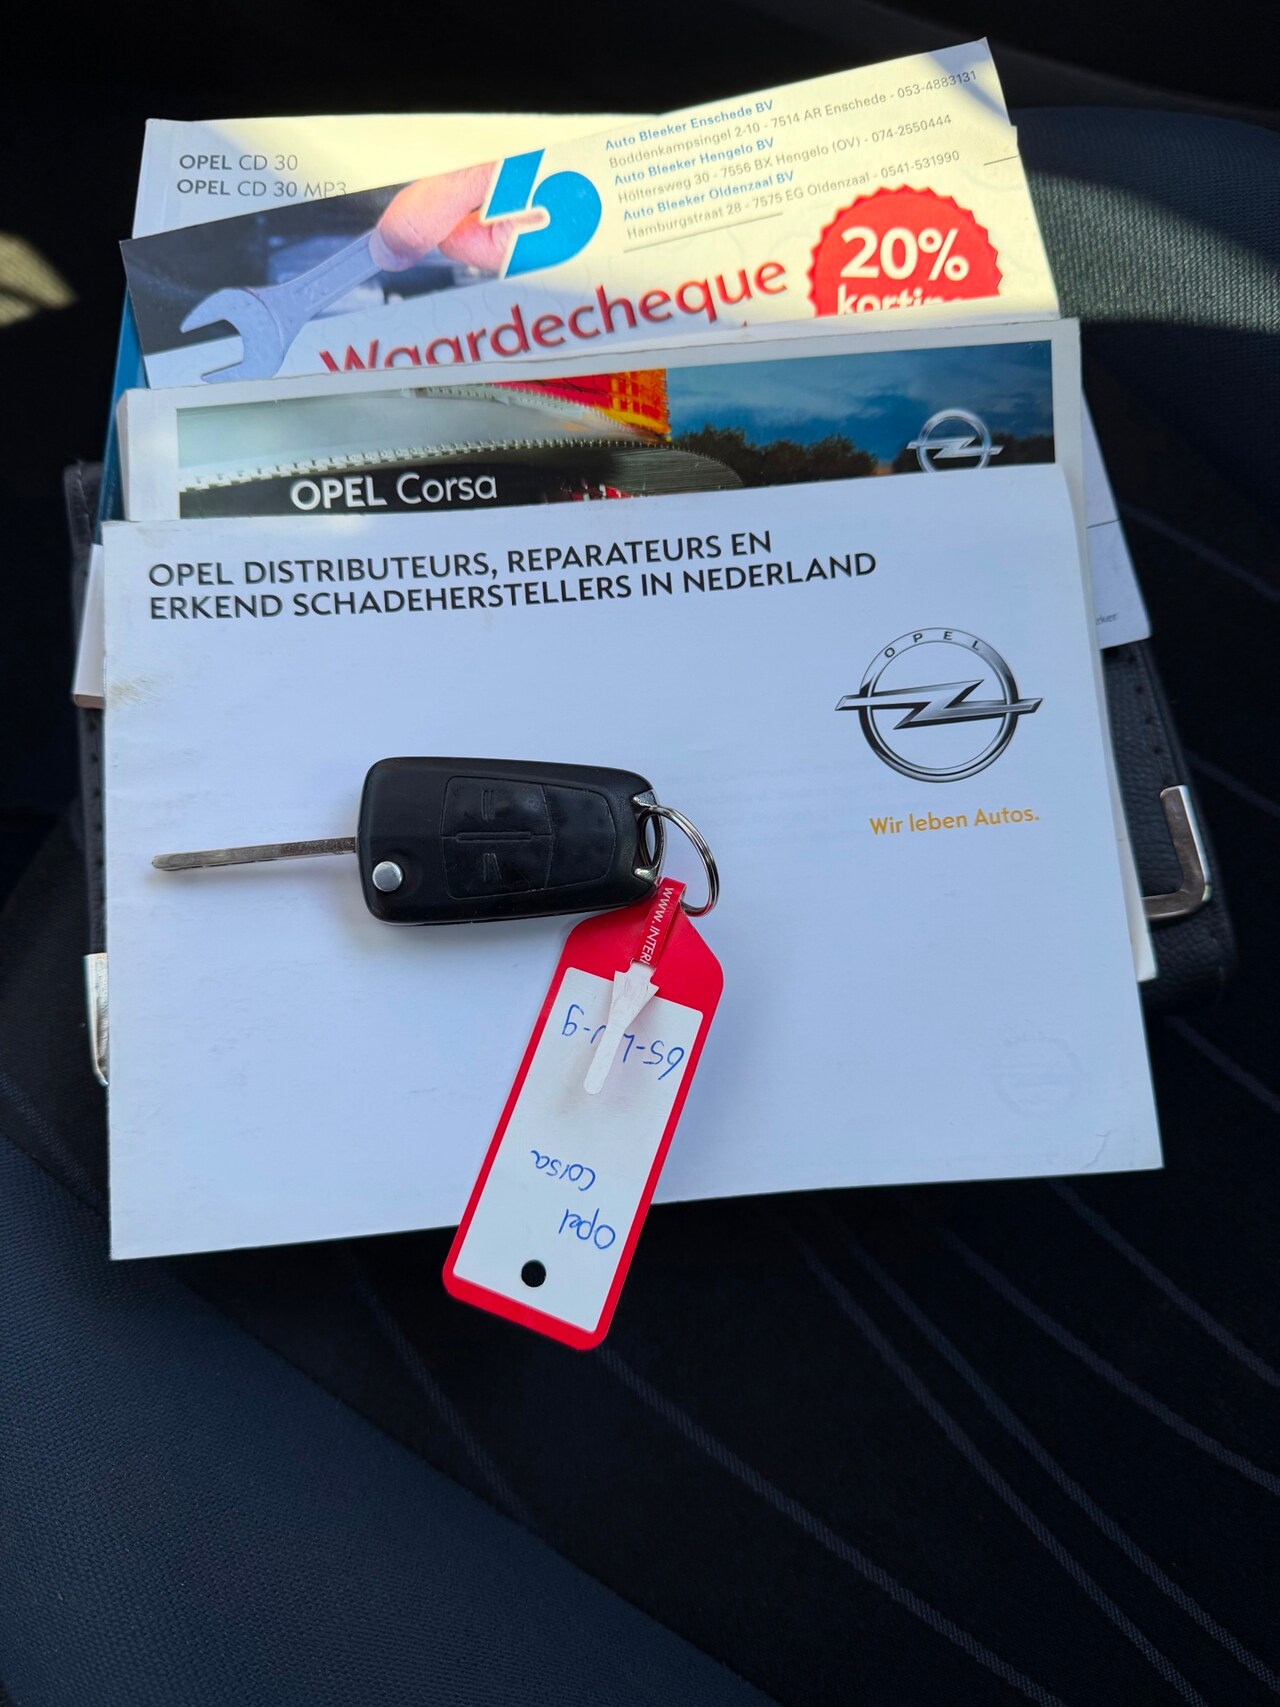 OPEL CD 30
OPEL CD 30 MP3
Auto Bleeker Enschede BV
Boddenkampsingel 2-10 - 7514 AR Enschede - 053-4883131
Auto Bleeker Hengelo BV
Höltersweg 30 - 7556 BX Hengelo (OV) - 074-2550444
Auto Bleeker Oldenzaal BV
Hamburgstraat 28 - 7575 EG Oldenzaal - 0541-531990
20%
korting
Waardecheque
OPEL Corsa
OPEL DISTRIBUTEURS, REPARATEURS EN
ERKEND SCHADEHERSTELLERS IN NEDERLAND
OPEL
Wir leben Autos.
WWW.INTER
Opel
Corsa